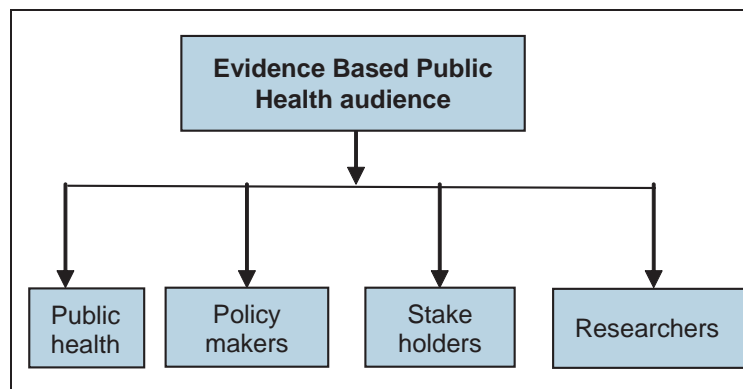 Evidence Based Public
Health audience
Public
health
Policy
makers
Stake
holders
Researchers